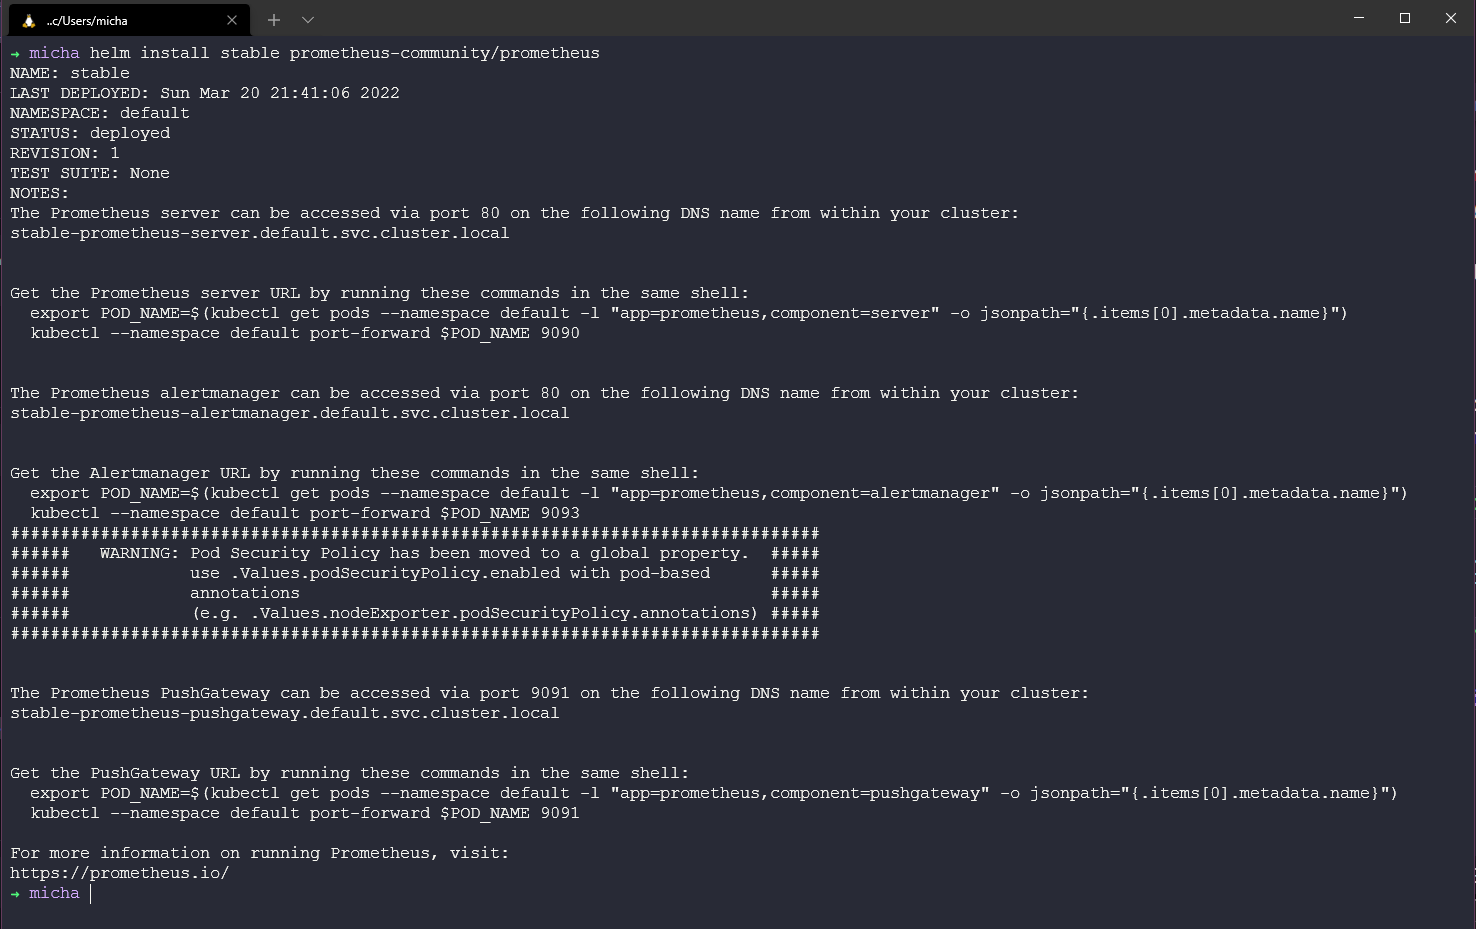 ..c/Users/micha
→ micha helm install stable prometheus-community/prometheus
NAME: stable
LAST DEPLOYED: Sun Mar 20 21:41:06 2022
NAMESPACE: default
STATUS: deployed
REVISION: 1
TEST SUITE: None
NOTES:
The Prometheus server can be accessed via port 80 on the following DNS name from within your cluster:
stable-prometheus-server.default.svc.cluster.local
Get the Prometheus server URL by running these commands in the same shell:
export POD_NAME=$(kubectl get pods --namespace default -l "app=prometheus,component=server" -o jsonpath="{.items[0].metadata.name}")
kubectl --namespace default port-forward $POD_NAME 9090
The Prometheus alertmanager can be accessed via port 80 on the following DNS name from within your cluster:
stable-prometheus-alertmanager.default.svc.cluster.local
Get the Alertmanager URL by running these commands in the same shell:
export POD_NAME=$(kubectl get pods --namespace default -l "app=prometheus,component=alertmanager" -o jsonpath="{.items[0].metadata.name}")
kubectl --namespace default port-forward $POD_NAME 9093
#################################################################################
###### WARNING: Pod Security Policy has been moved to a global property. #####
###### use .Values.podSecurityPolicy.enabled with pod-based #####
###### annotations #####
###### (e.g. .Values.nodeExporter.podSecurityPolicy.annotations) #####
#################################################################################
The Prometheus PushGateway can be accessed via port 9091 on the following DNS name from within your cluster:
stable-prometheus-pushgateway.default.svc.cluster.local
Get the PushGateway URL by running these commands in the same shell:
export POD_NAME=$(kubectl get pods --namespace default -l "app=prometheus,component=pushgateway" -o jsonpath="{.items[0].metadata.name}")
kubectl --namespace default port-forward $POD_NAME 9091
For more information on running Prometheus, visit:
https://prometheus.io/
→ micha